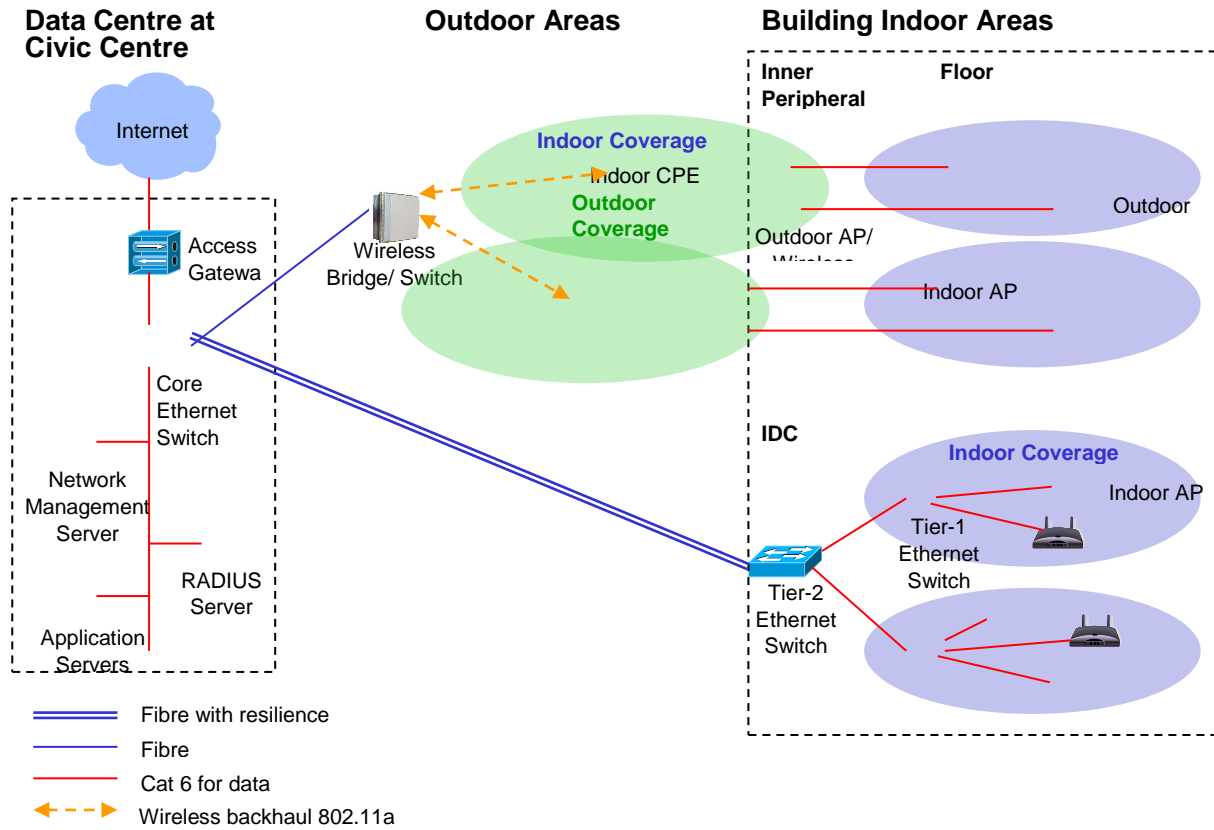 Data Centre at
Civic Centre
Outdoor Areas
Building Indoor Areas
Inner
Peripheral
Floor
Internet
Indoor Coverage
Indoor CPE
Outdoor
Coverage
Outdoor
Access
Gatewa
Wireless
Bridge/ Switch
Outdoor AP/
Wireless
Indoor AP
Core
Ethernet
Switch
IDC
Indoor Coverage
Indoor AP
Network
Management
Server
Tier-1
Ethernet
Switch
RADIUS
Server
Tier-2
Ethernet
Switch
Application
Servers
Fibre with resilience
Fibre
Cat 6 for data
Wireless backhaul 802.11a